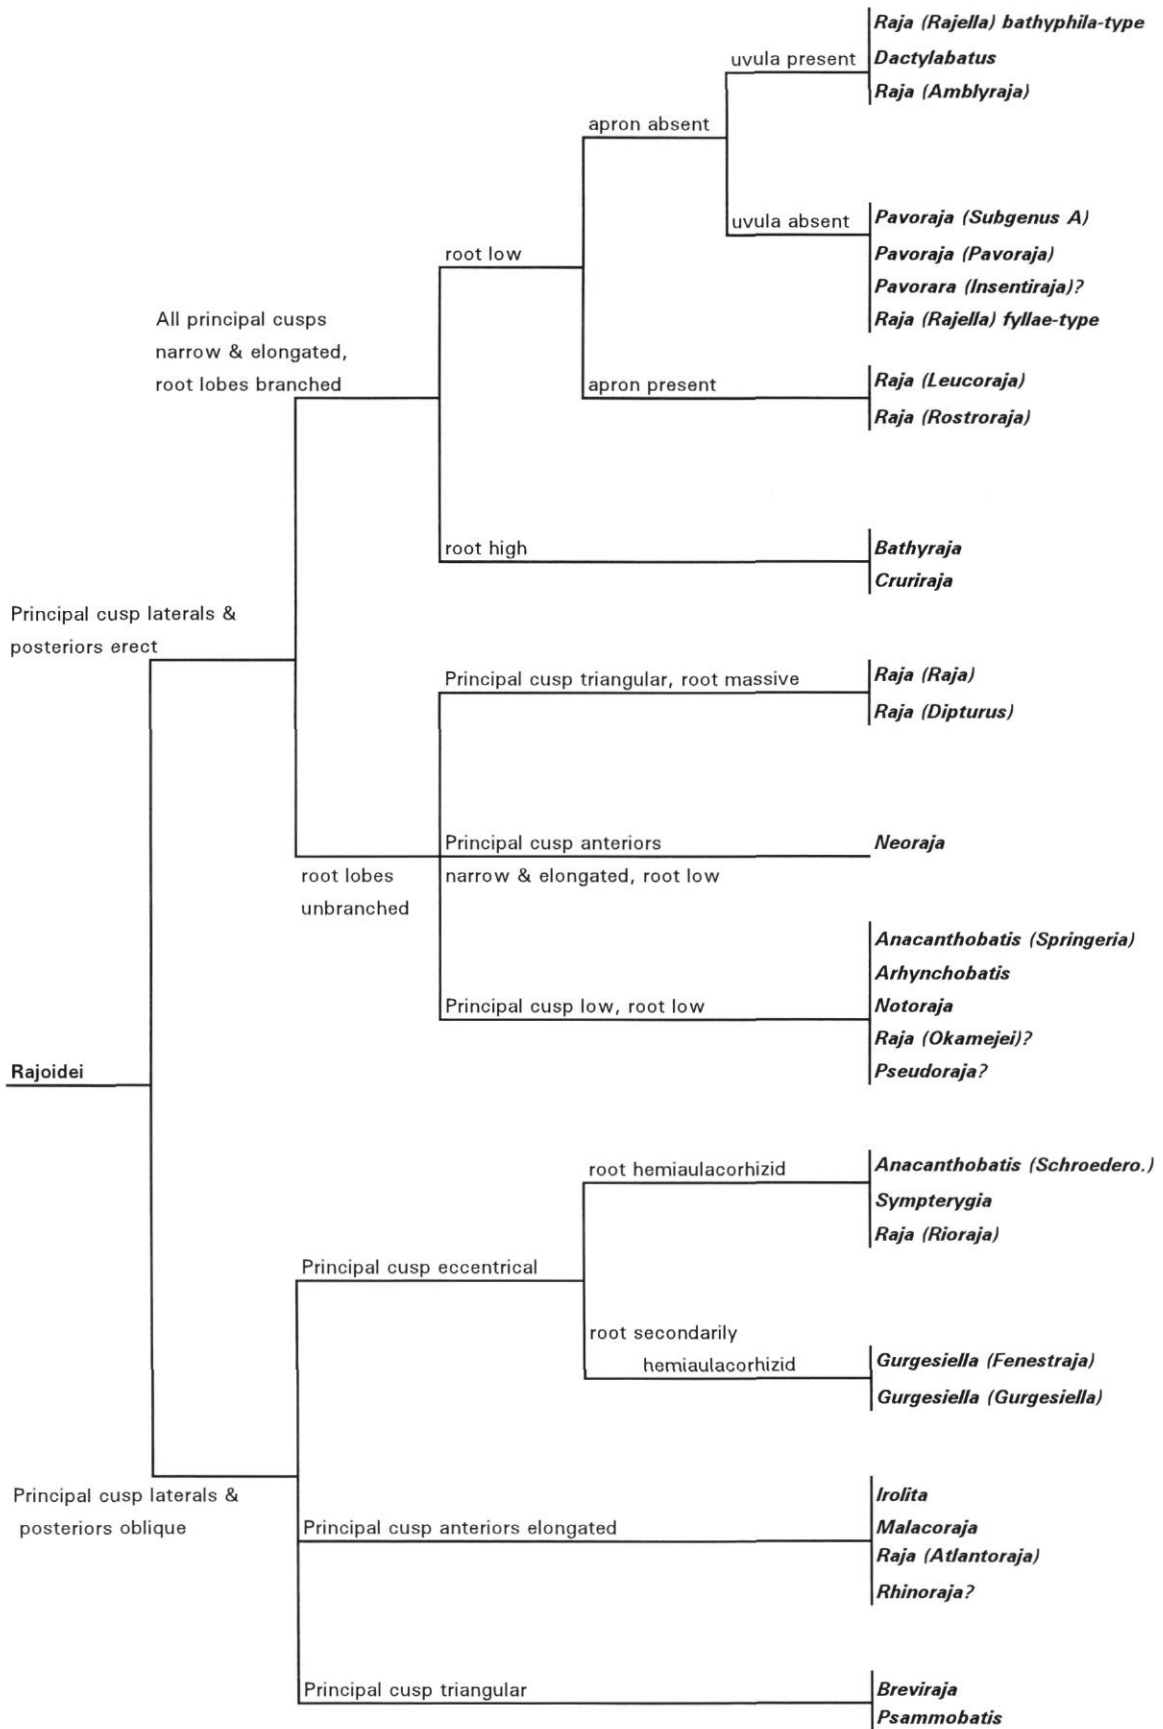 Raja (Rajella) bathyphila-type
uvula present
Dactylabatus
Raja (Amblyraja)
apron absent
uvula absent
Pavoraja (Subgenus A)
Pavoraja (Pavoraja)
Pavorara (Insentiraja)?
Raja (Rajella) fyllae-type
root low
All principal cusps
narrow & elongated,
root lobes branched
apron present
Raja (Leucoraja)
Raja (Rostroraja)
root high
Bathyraja
Cruriraja
Principal cusp laterals &
posteriors erect
Principal cusp triangular, root massive
Raja (Raja)
Raja (Dipturus)
Principal cusp anteriors
narrow & elongated, root low
Neoraja
root lobes
unbranched
Principal cusp low, root low
Anacanthobatis (Springeria)
Arhynchobatis
Notoraja
Raja (Okamejei)?
Pseudoraja?
Rajoidei
root hemiaulacorhizid
Anacanthobatis (Schroedero.)
Sympterygia
Raja (Rioraja)
Principal cusp eccentrical
root secondarily
hemiaulacorhizid
Gurgesiella (Fenestraja)
Gurgesiella (Gurgesiella)
Principal cusp laterals &
posteriors oblique
Principal cusp anteriors elongated
Irolita
Malacoraja
Raja (Atlantoraja)
Rhinoraja?
Principal cusp triangular
Breviraja
Psammobatis